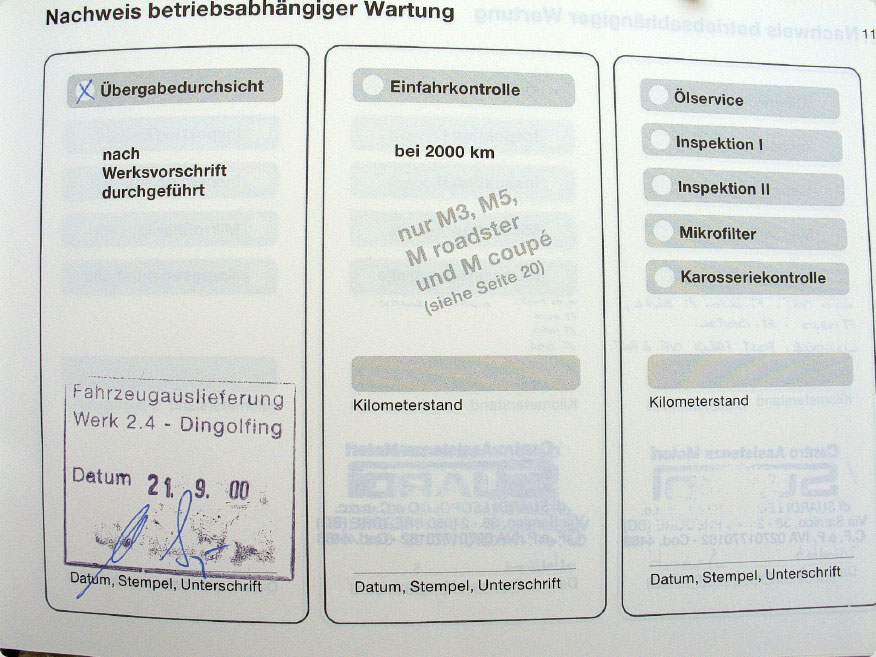 Nachweis betriebsabhängiger Wartung
11
Übergabedurchsicht
nach
Werksvorschrift
durchgeführt
Fahrzeugauslieferung
Werk 2.4 - Dingolfing
Datum 21. 9. 00
Datum, Stempel, Unterschrift
Einfahrkontrolle
bei 2000 km
nur M3, M5,
M roadster
und M coupé
(siehe Seite 20)
Kilometerstand
Datum, Stempel, Unterschrift
Ölservice
Inspektion I
Inspektion II
Mikrofilter
Karosseriekontrolle
Kilometerstand
Datum, Stempel, Unterschrift